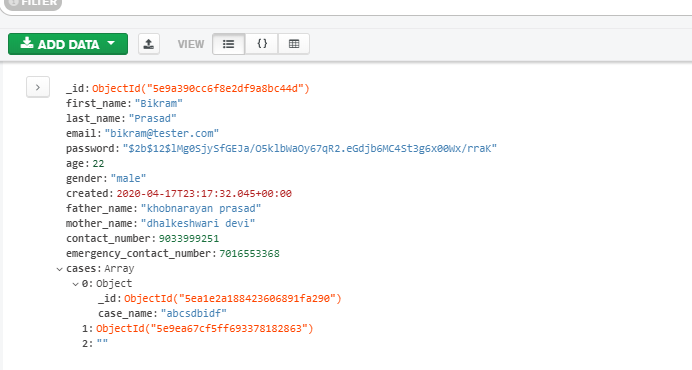 FILTER
ADD DATA VIEW { }
_id:ObjectId("5e9a390cc6f8e2df9a8bc44d")
first_name:"Bikram"
last_name:"Prasad"
email:"bikram@tester.com"
password:"$2b$12$lMg0SjySfGEJa/O5klbWaOy67qR2.eGdjb6MC4St3g6x00Wx/rraK"
age:22
gender:"male"
created:2020-04-17T23:17:32.045+00:00
father_name:"khobnarayan prasad"
mother_name:"dhalkeshwari devi"
contact_number:9033999251
emergency_contact_number:7016553368
cases:Array
0:Object
_id:ObjectId("5ea1e2a188423606891fa290")
case_name:"abcsdbidf"
1:ObjectId("5e9ea67cf5ff693378182863")
2:""